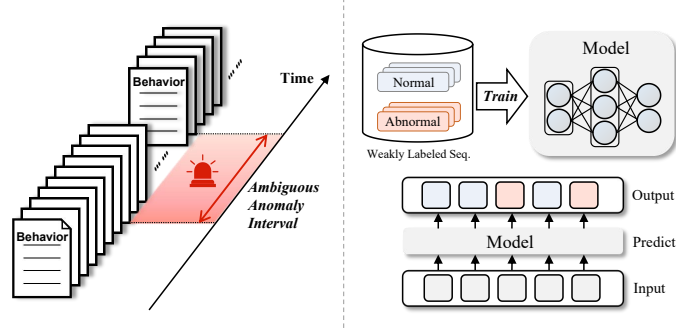 Behavior
Time
Behavior
Ambiguous
Anomaly
Interval
Normal
Abnormal
Weakly Labeled Seq.
Train
Model
Output
Model
Predict
Input